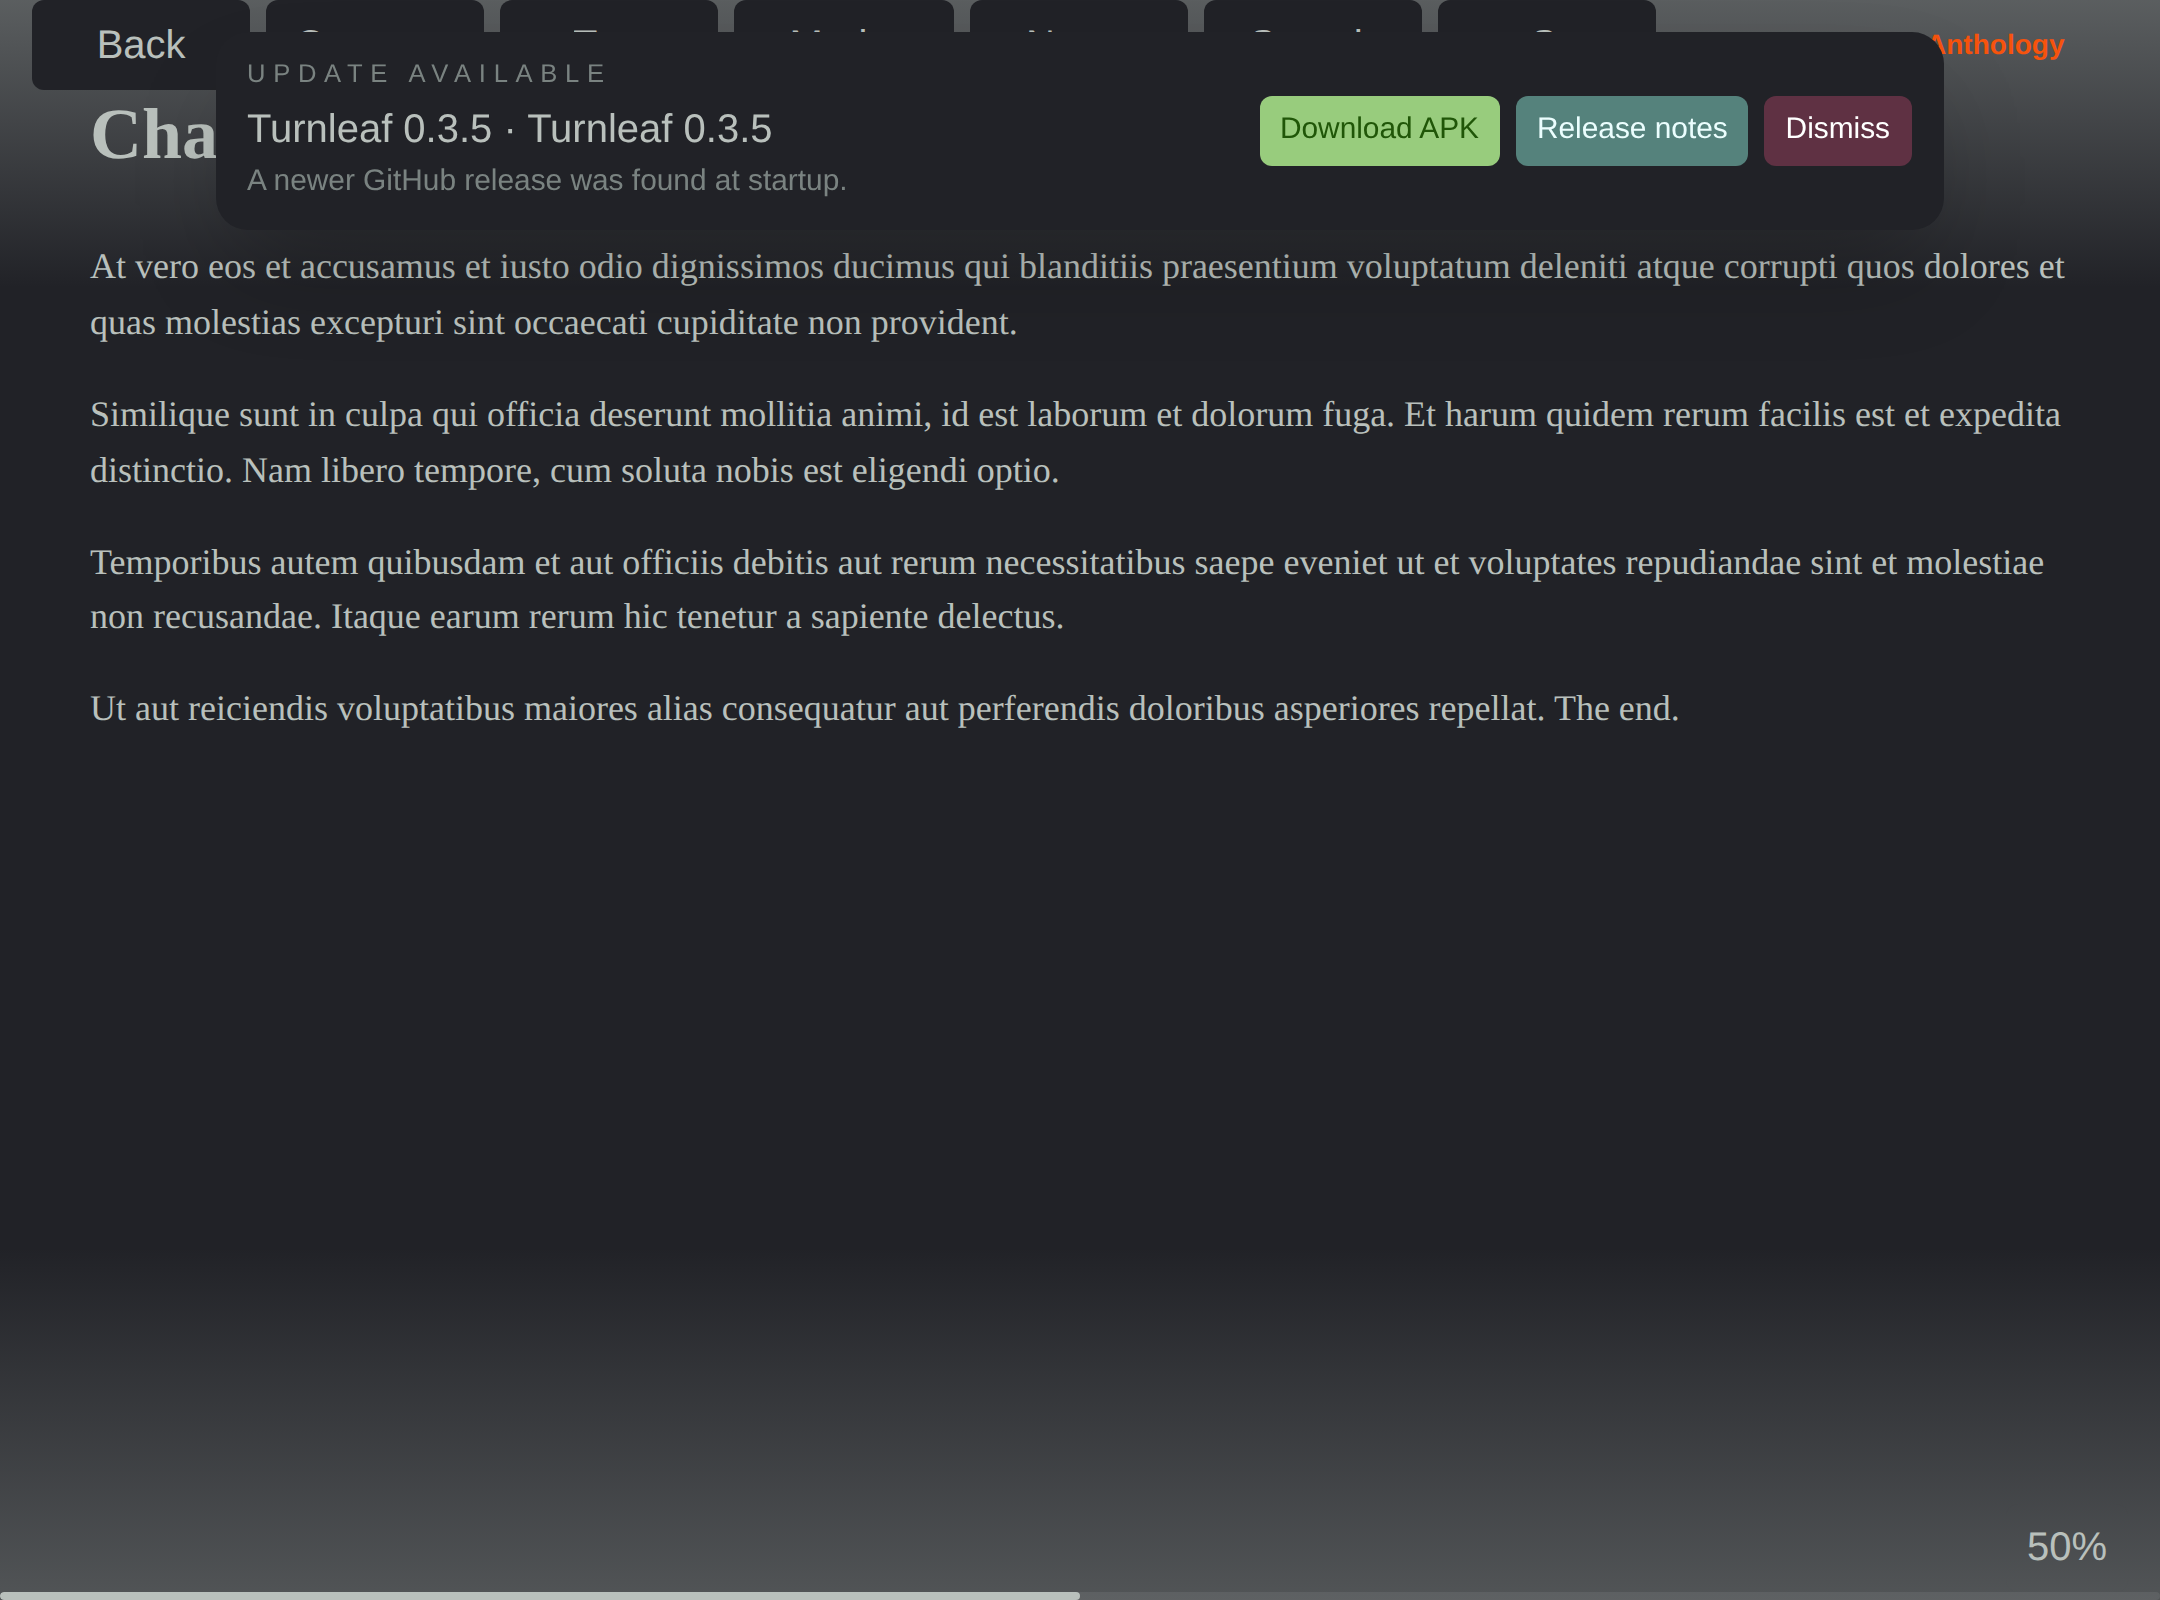 Back
Anthology
UPDATE AVAILABLE
Turnleaf 0.3.5 · Turnleaf 0.3.5
A newer GitHub release was found at startup.
Download APK
Release notes
Dismiss
At vero eos et accusamus et iusto odio dignissimos ducimus qui blanditiis praesentium voluptatum deleniti atque corrupti quos dolores et
quas molestias excepturi sint occaecati cupiditate non provident.
Similique sunt in culpa qui officia deserunt mollitia animi, id est laborum et dolorum fuga. Et harum quidem rerum facilis est et expedita
distinctio. Nam libero tempore, cum soluta nobis est eligendi optio.
Temporibus autem quibusdam et aut officiis debitis aut rerum necessitatibus saepe eveniet ut et voluptates repudiandae sint et molestiae
non recusandae. Itaque earum rerum hic tenetur a sapiente delectus.
Ut aut reiciendis voluptatibus maiores alias consequatur aut perferendis doloribus asperiores repellat. The end.
50%